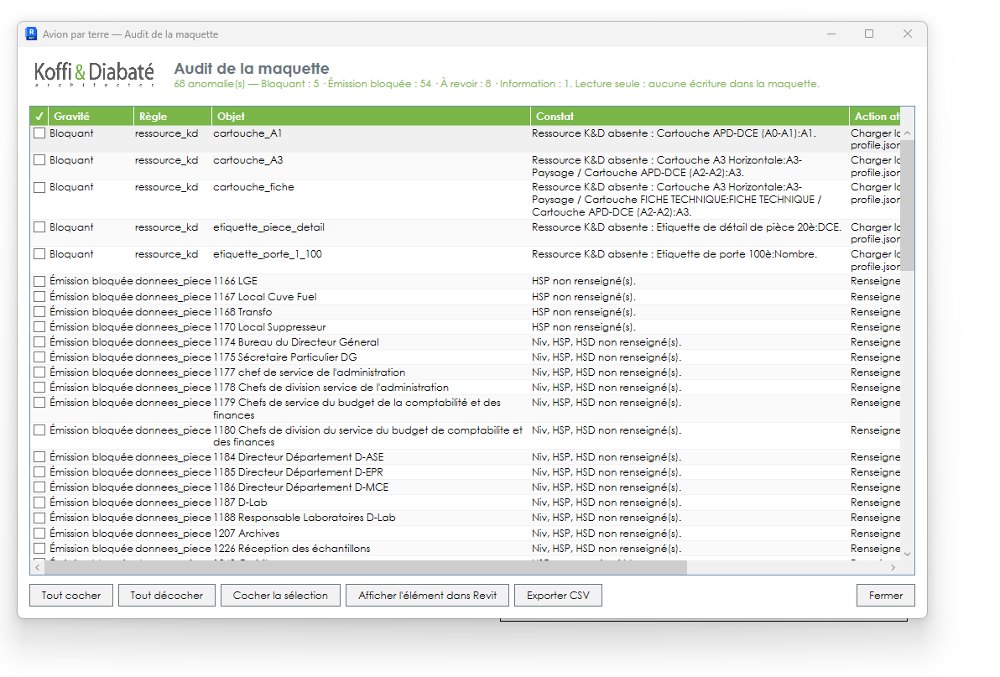 Avion par terre — Audit de la maquette
Koffi & Diabaté
architectes
Audit de la maquette
68 anomalie(s) — Bloquant : 5 · Émission bloquée : 54 · À revoir : 8 · Information : 1. Lecture seule : aucune écriture dans la maquette.
✓ Gravité Règle Objet Constat Action att
Bloquant ressource_kd cartouche_A1 Ressource K&D absente : Cartouche APD-DCE (A0-A1):A1. Charger la
profile.json
Bloquant ressource_kd cartouche_A3 Ressource K&D absente : Cartouche A3 Horizontale:A3- Charger la
Paysage / Cartouche APD-DCE (A2-A2):A3. profile.json
Bloquant ressource_kd cartouche_fiche Ressource K&D absente : Cartouche A3 Horizontale:A3- Charger la
Paysage / Cartouche FICHE TECHNIQUE:FICHE TECHNIQUE / profile.json
Cartouche APD-DCE (A2-A2):A3.
Bloquant ressource_kd etiquette_piece_detail Ressource K&D absente : Etiquette de détail de pièce 20è:DCE. Charger la
profile.json
Bloquant ressource_kd etiquette_porte_1_100 Ressource K&D absente : Etiquette de porte 100è:Nombre. Charger la
profile.json
Émission bloquée donnees_piece 1166 LGE HSP non renseigné(s). Renseigne
Émission bloquée donnees_piece 1167 Local Cuve Fuel HSP non renseigné(s). Renseigne
Émission bloquée donnees_piece 1168 Transfo HSP non renseigné(s). Renseigne
Émission bloquée donnees_piece 1170 Local Suppresseur HSP non renseigné(s). Renseigne
Émission bloquée donnees_piece 1174 Bureau du Directeur Géneral Niv, HSP, HSD non renseigné(s). Renseigne
Émission bloquée donnees_piece 1175 Sécretaire Particulier DG Niv, HSP, HSD non renseigné(s). Renseigne
Émission bloquée donnees_piece 1177 chef de service de l'administration Niv, HSP, HSD non renseigné(s). Renseigne
Émission bloquée donnees_piece 1178 Chefs de division service de l'administration Niv, HSP, HSD non renseigné(s). Renseigne
Émission bloquée donnees_piece 1179 Chefs de service du budget de la comptabilité et des Niv, HSP, HSD non renseigné(s). Renseigne
finances
Émission bloquée donnees_piece 1180 Chefs de division du service du budget de comptabilite et Niv, HSP, HSD non renseigné(s). Renseigne
des finances
Émission bloquée donnees_piece 1184 Directeur Département D-ASE Niv, HSP, HSD non renseigné(s). Renseigne
Émission bloquée donnees_piece 1185 Directeur Département D-EPR Niv, HSP, HSD non renseigné(s). Renseigne
Émission bloquée donnees_piece 1186 Directeur Département D-MCE Niv, HSP, HSD non renseigné(s). Renseigne
Émission bloquée donnees_piece 1187 D-Lab Niv, HSP, HSD non renseigné(s). Renseigne
Émission bloquée donnees_piece 1188 Responsable Laboratoires D-Lab Niv, HSP, HSD non renseigné(s). Renseigne
Émission bloquée donnees_piece 1207 Archives Niv, HSP, HSD non renseigné(s). Renseigne
Émission bloquée donnees_piece 1226 Réception des échantillons Niv, HSP, HSD non renseigné(s). Renseigne
Tout cocher Tout décocher Cocher la sélection Afficher l'élément dans Revit Exporter CSV Fermer